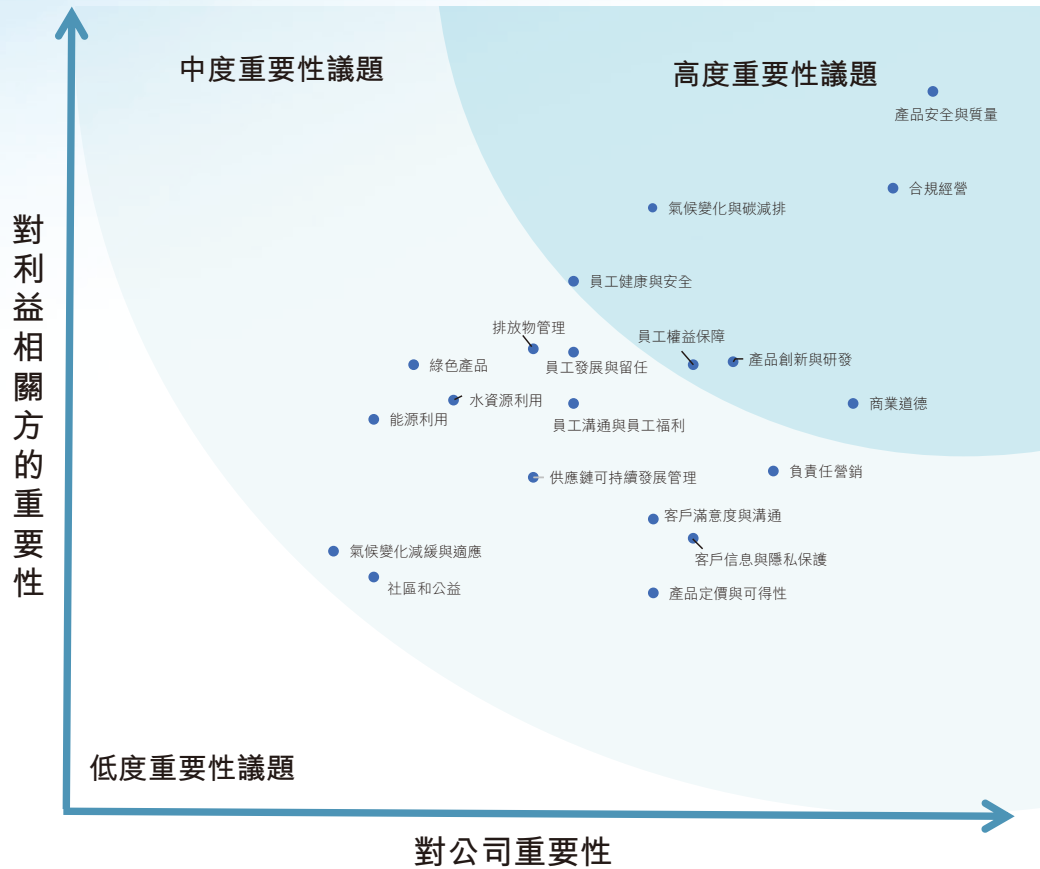 中度重要性議題
高度重要性議題
產品安全與質量
合規經營
氣候變化與碳減排
員工健康與安全
排放物管理
員工權益保障
綠色產品
員工發展與留任
產品創新與研發
水資源利用
商業道德
能源利用
員工溝通與員工福利
供應鏈可持續發展管理
負責任營銷
客戶滿意度與溝通
氣候變化減緩與適應
客戶信息與隱私保護
社區和公益
產品定價與可得性
低度重要性議題
對利益相關方的重要性
對公司重要性